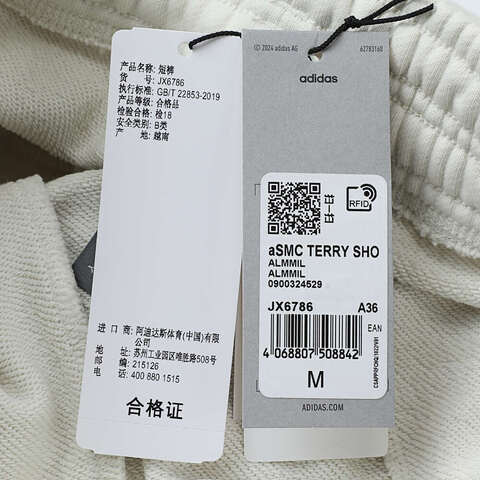 产品名称: 短裤
货 号: JX6786
执行标准: GB/T 22853-2019
产品等级: 合格品
检验合格: 检18
安全类别: B类
产 地: 越南
进 口 商: 阿迪达斯体育(中国)有限
公司
地 址: 苏州工业园区唯胜路508号
邮 编: 215126
电 话: 400 880 1515
合格证
© 2024 adidas AG
62783160
adidas
RFID
aSMC TERRY SHO
ALMMIL
ALMMIL
0900324529
JX6786 A36
EAN
4 068807 508842
M
ADIDAS.COM